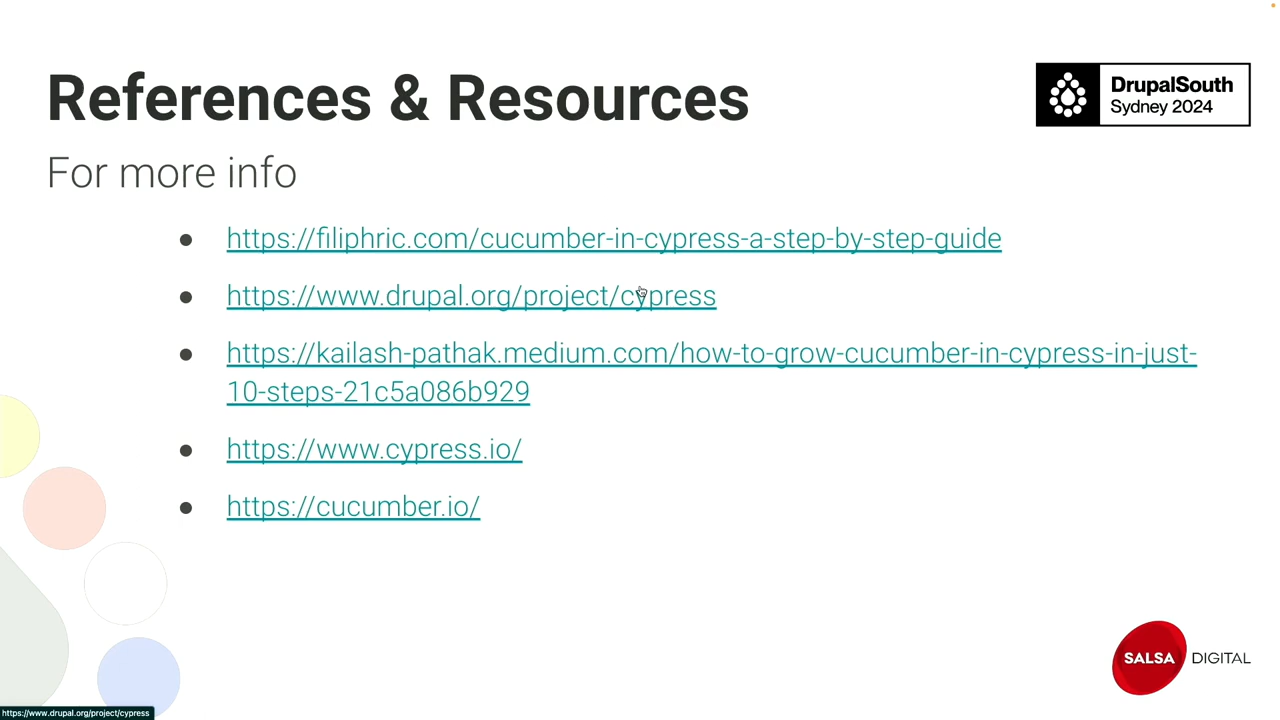 References & Resources
DrupalSouth
Sydney 2024
For more info
● https://filiphric.com/cucumber-in-cypress-a-step-by-step-guide
● https://www.drupal.org/project/cypress
● https://kailash-pathak.medium.com/how-to-grow-cucumber-in-cypress-in-just-
10-steps-21c5a086b929
● https://www.cypress.io/
● https://cucumber.io/
SALSA DIGITAL
https://www.drupal.org/project/cypress